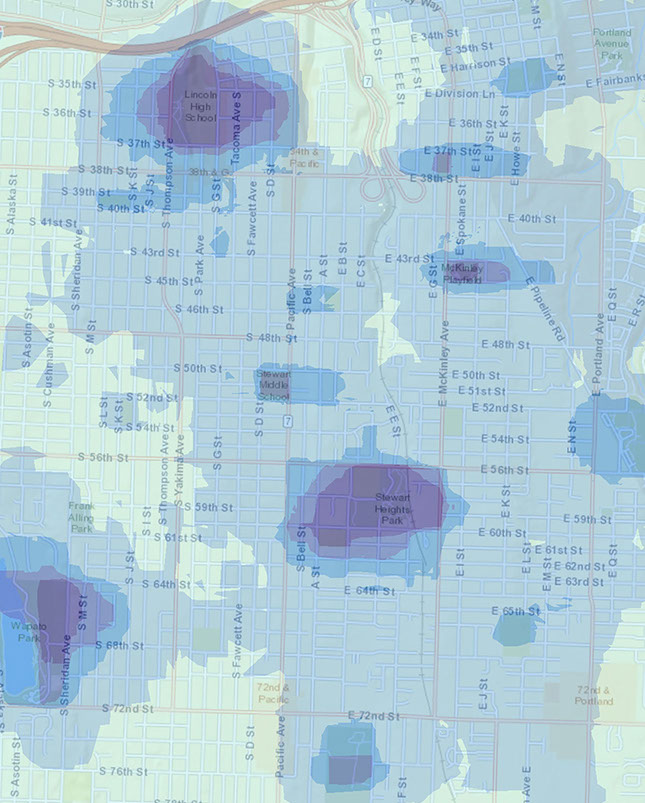 S 30th St
E 34th St
E 35th St
E Harrison St
Portland
Avenue
Park
E Fairbanks
S 35th St
E Division Ln
Lincoln
High
School
Tacoma Ave S
S 36th St
E 36th St
S 37th St
E 37th St
34th &
Pacific
S 38th St
38th & G
E 38th St
S 39th St
S 40th St
S 41st St
E 40th St
S Alaska St
S K St
S J St
S Thompson Ave
S G St
S Fawcett Ave
S D St
E D St
E E St
E F St
E I St
E J St
E K St
E Howe St
E N St
E Spokane St
S Sheridan Ave
S 43rd St
E 43rd St
S Park Ave
A St
E B St
E C St
E G St
McKinley
Playfield
S 45th St
S Bell St
Pacific Ave
E Pipeline Rd
E Q St
E R St
S 46th St
S Asotin St
S M St
S 48th St
E 48th St
E McKinley Ave
E Portland Ave
S Cushman Ave
S 50th St
E 50th St
Stewart
Middle
School
E 51st St
S L St
S K St
S 52nd St
E 52nd St
S D St
7
7
S 54th St
E 54th St
E E St
E N St
S 56th St
E 56th St
S Thompson Ave
S Yakima Ave
S G St
Frank
Alling
Park
S 59th St
Stewart
Heights
Park
E K St
E 59th St
S I St
S 61st St
S Bell St
E 60th St
E 61st St
E 62nd St
E 63rd St
S J St
S 64th St
A St
E 64th St
E I St
E L St
E M St
E Q St
Wapato
Park
S M St
S Sheridan Ave
S 68th St
S Fawcett Ave
E 65th St
72nd &
Pacific
72nd &
Portland
E J St
S 72nd St
E 72nd St
S Asotin St
S D St
Pacific Ave
S 76th St
F St